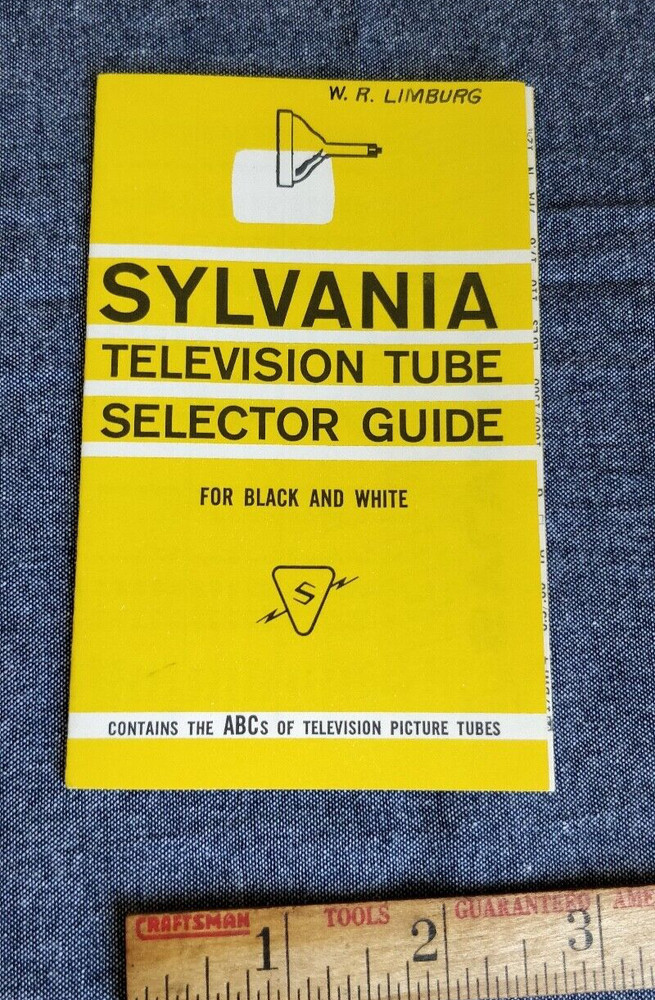 W. R. LIMBURG
SYLVANIA
TELEVISION TUBE
SELECTOR GUIDE
FOR BLACK AND WHITE
S
CONTAINS THE ABCs OF TELEVISION PICTURE TUBES
CRAFTSMAN TOOLS GUARANTEED
1 2 3